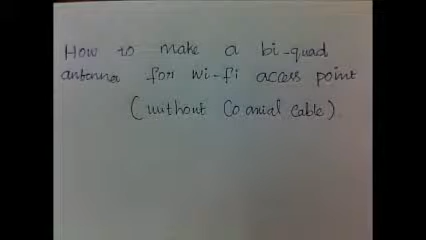 How to make a bi-quad
antenna for wi-fi access point
(without Co axial cable)